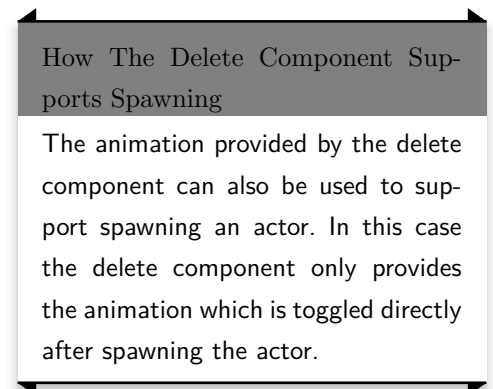 How The Delete Component Sup-
ports Spawning
The animation provided by the delete
component can also be used to sup-
port spawning an actor. In this case
the delete component only provides
the animation which is toggled directly
after spawning the actor.